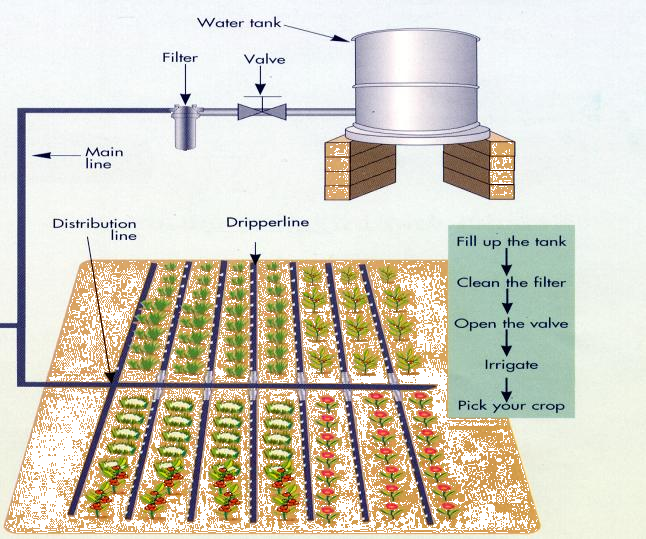 Water tank
Filter
Valve
Main
line
Distribution
line
Dripperline
Fill up the tank
Clean the filter
Open the valve
Irrigate
Pick your crop